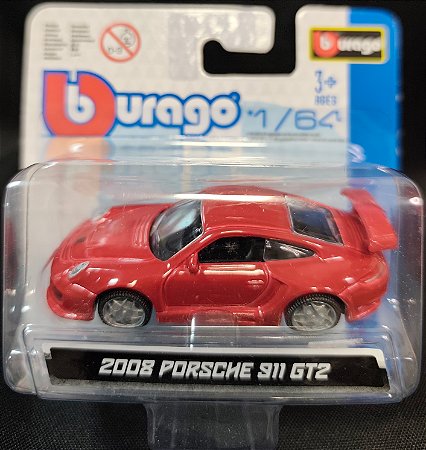 Burago
Burago
1/64
3+
AGES
2008 PORSCHE 911 GT2